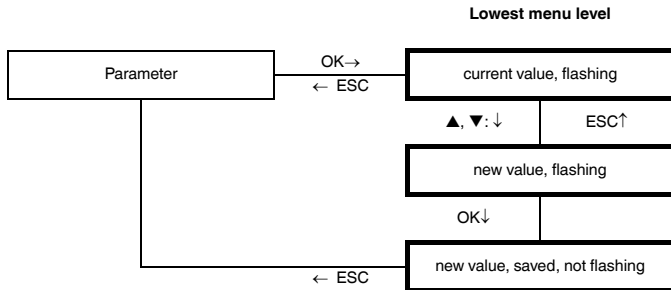 Lowest menu level
OK→
Parameter
current value, flashing
← ESC
▲, ▼: ↓
ESC↑
new value, flashing
OK↓
new value, saved, not flashing
← ESC